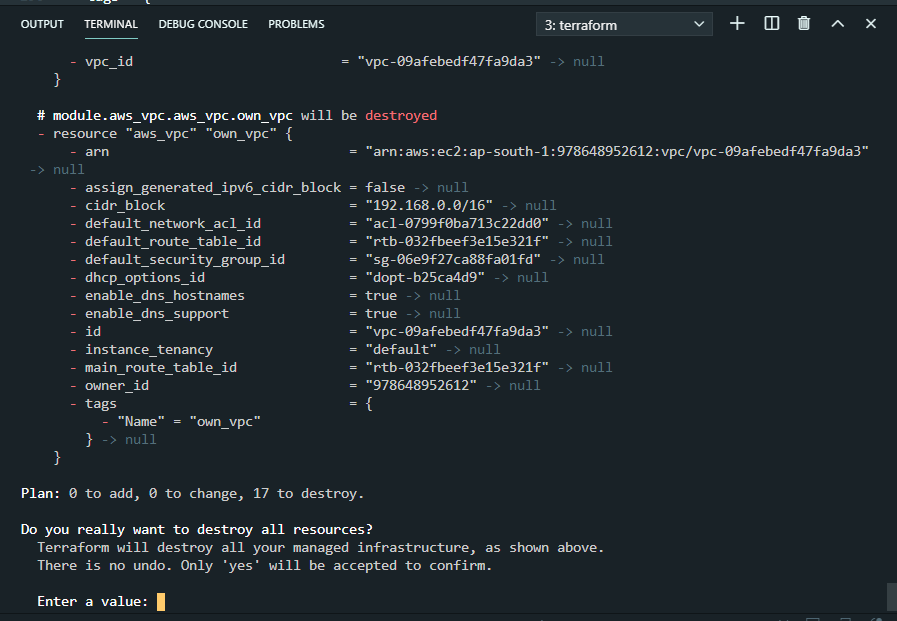 OUTPUT TERMINAL DEBUG CONSOLE PROBLEMS 3: terraform
- vpc_id = "vpc-09afebedf47fa9da3" -> null
}
# module.aws_vpc.aws_vpc.own_vpc will be destroyed
- resource "aws_vpc" "own_vpc" {
- arn = "arn:aws:ec2:ap-south-1:978648952612:vpc/vpc-09afebedf47fa9da3"
-> null
- assign_generated_ipv6_cidr_block = false -> null
- cidr_block = "192.168.0.0/16" -> null
- default_network_acl_id = "acl-0799f0ba713c22dd0" -> null
- default_route_table_id = "rtb-032fbeef3e15e321f" -> null
- default_security_group_id = "sg-06e9f27ca88fa01fd" -> null
- dhcp_options_id = "dopt-b25ca4d9" -> null
- enable_dns_hostnames = true -> null
- enable_dns_support = true -> null
- id = "vpc-09afebedf47fa9da3" -> null
- instance_tenancy = "default" -> null
- main_route_table_id = "rtb-032fbeef3e15e321f" -> null
- owner_id = "978648952612" -> null
- tags = {
- "Name" = "own_vpc"
} -> null
}
Plan: 0 to add, 0 to change, 17 to destroy.
Do you really want to destroy all resources?
Terraform will destroy all your managed infrastructure, as shown above.
There is no undo. Only 'yes' will be accepted to confirm.
Enter a value: